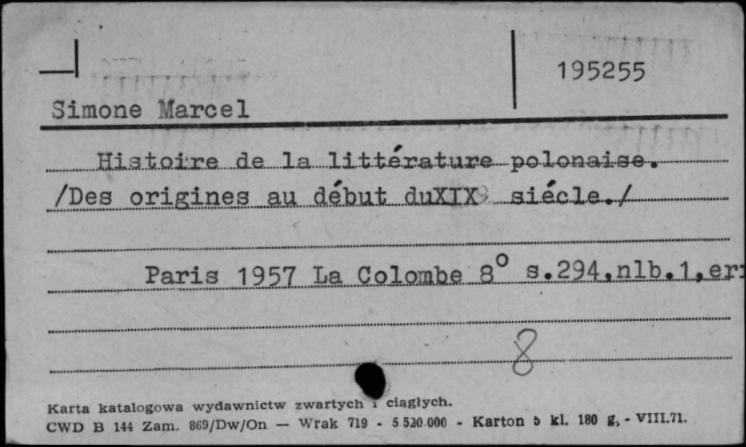 195255
Simone Marcel
Histoire de la littérature polonaise.
/Des origines au début duXIX siécle./
Paris 1957 La Colombe 8° s.294,nlb.1,er
8
Karta katalogowa wydawnictw zwartych i ciągłych.
CWD B 144 Zam. 869/Dw/On — Wrak 719 - 5 520 000 - Karton b kl. 180 g, - VIII.71.